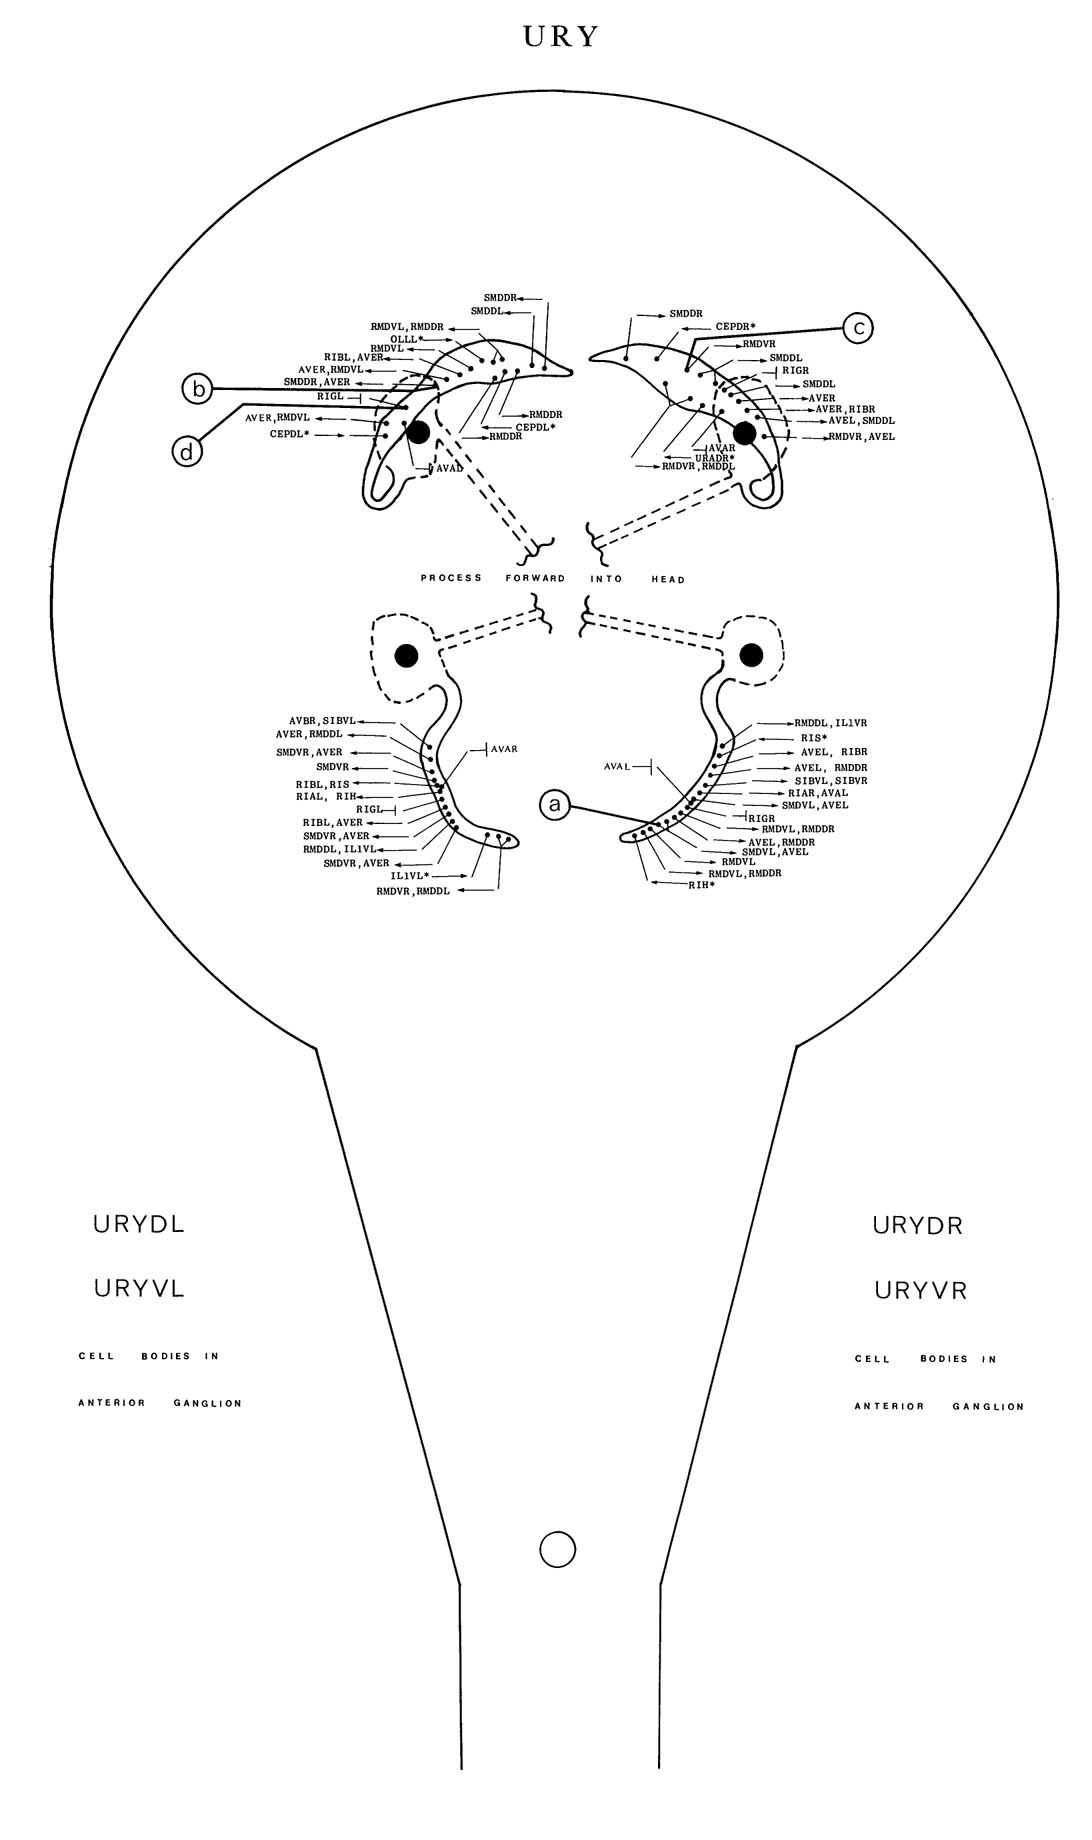 URY
SMDDR
SMDDL
RMDVL,RMDDR
OLLL*
RMDVL
RIBL,AVER
AVER,RMDVL
SMDDR,AVER
b
RIGL
d
AVER,RMDVL
CEPDL*
RMDDR
CEPDL*
RMDDR
AVAL
SMDDR
CEPDR*
c
RMDVR
SMDDL
RIGR
SMDDL
AVER
AVER,RIBR
AVEL,SMDDL
RMDVR,AVEL
AVAR
URADR*
RMDVR,RMDDL
PROCESS FORWARD INTO HEAD
AVBR,SIBVL
AVER,RMDDL
SMDVR,AVER
SMDVR
RIBL,RIS
RIAL, RIH
RIGL
RIBL,AVER
SMDVR,AVER
RMDDL,IL1VL
SMDVR,AVER
IL1VL*
RMDVR,RMDDL
AVAR
AVAL
a
RMDDL,IL1VR
RIS*
AVEL, RIBR
AVEL, RMDDR
SIBVL,SIBVR
RIAR,AVAL
SMDVL,AVEL
RIGR
RMDVL,RMDDR
AVEL,RMDDR
SMDVL,AVEL
RMDVL
RMDVL,RMDDR
RIH*
URYDL
URYVL
CELL BODIES IN
ANTERIOR GANGLION
URYDR
URYVR
CELL BODIES IN
ANTERIOR GANGLION